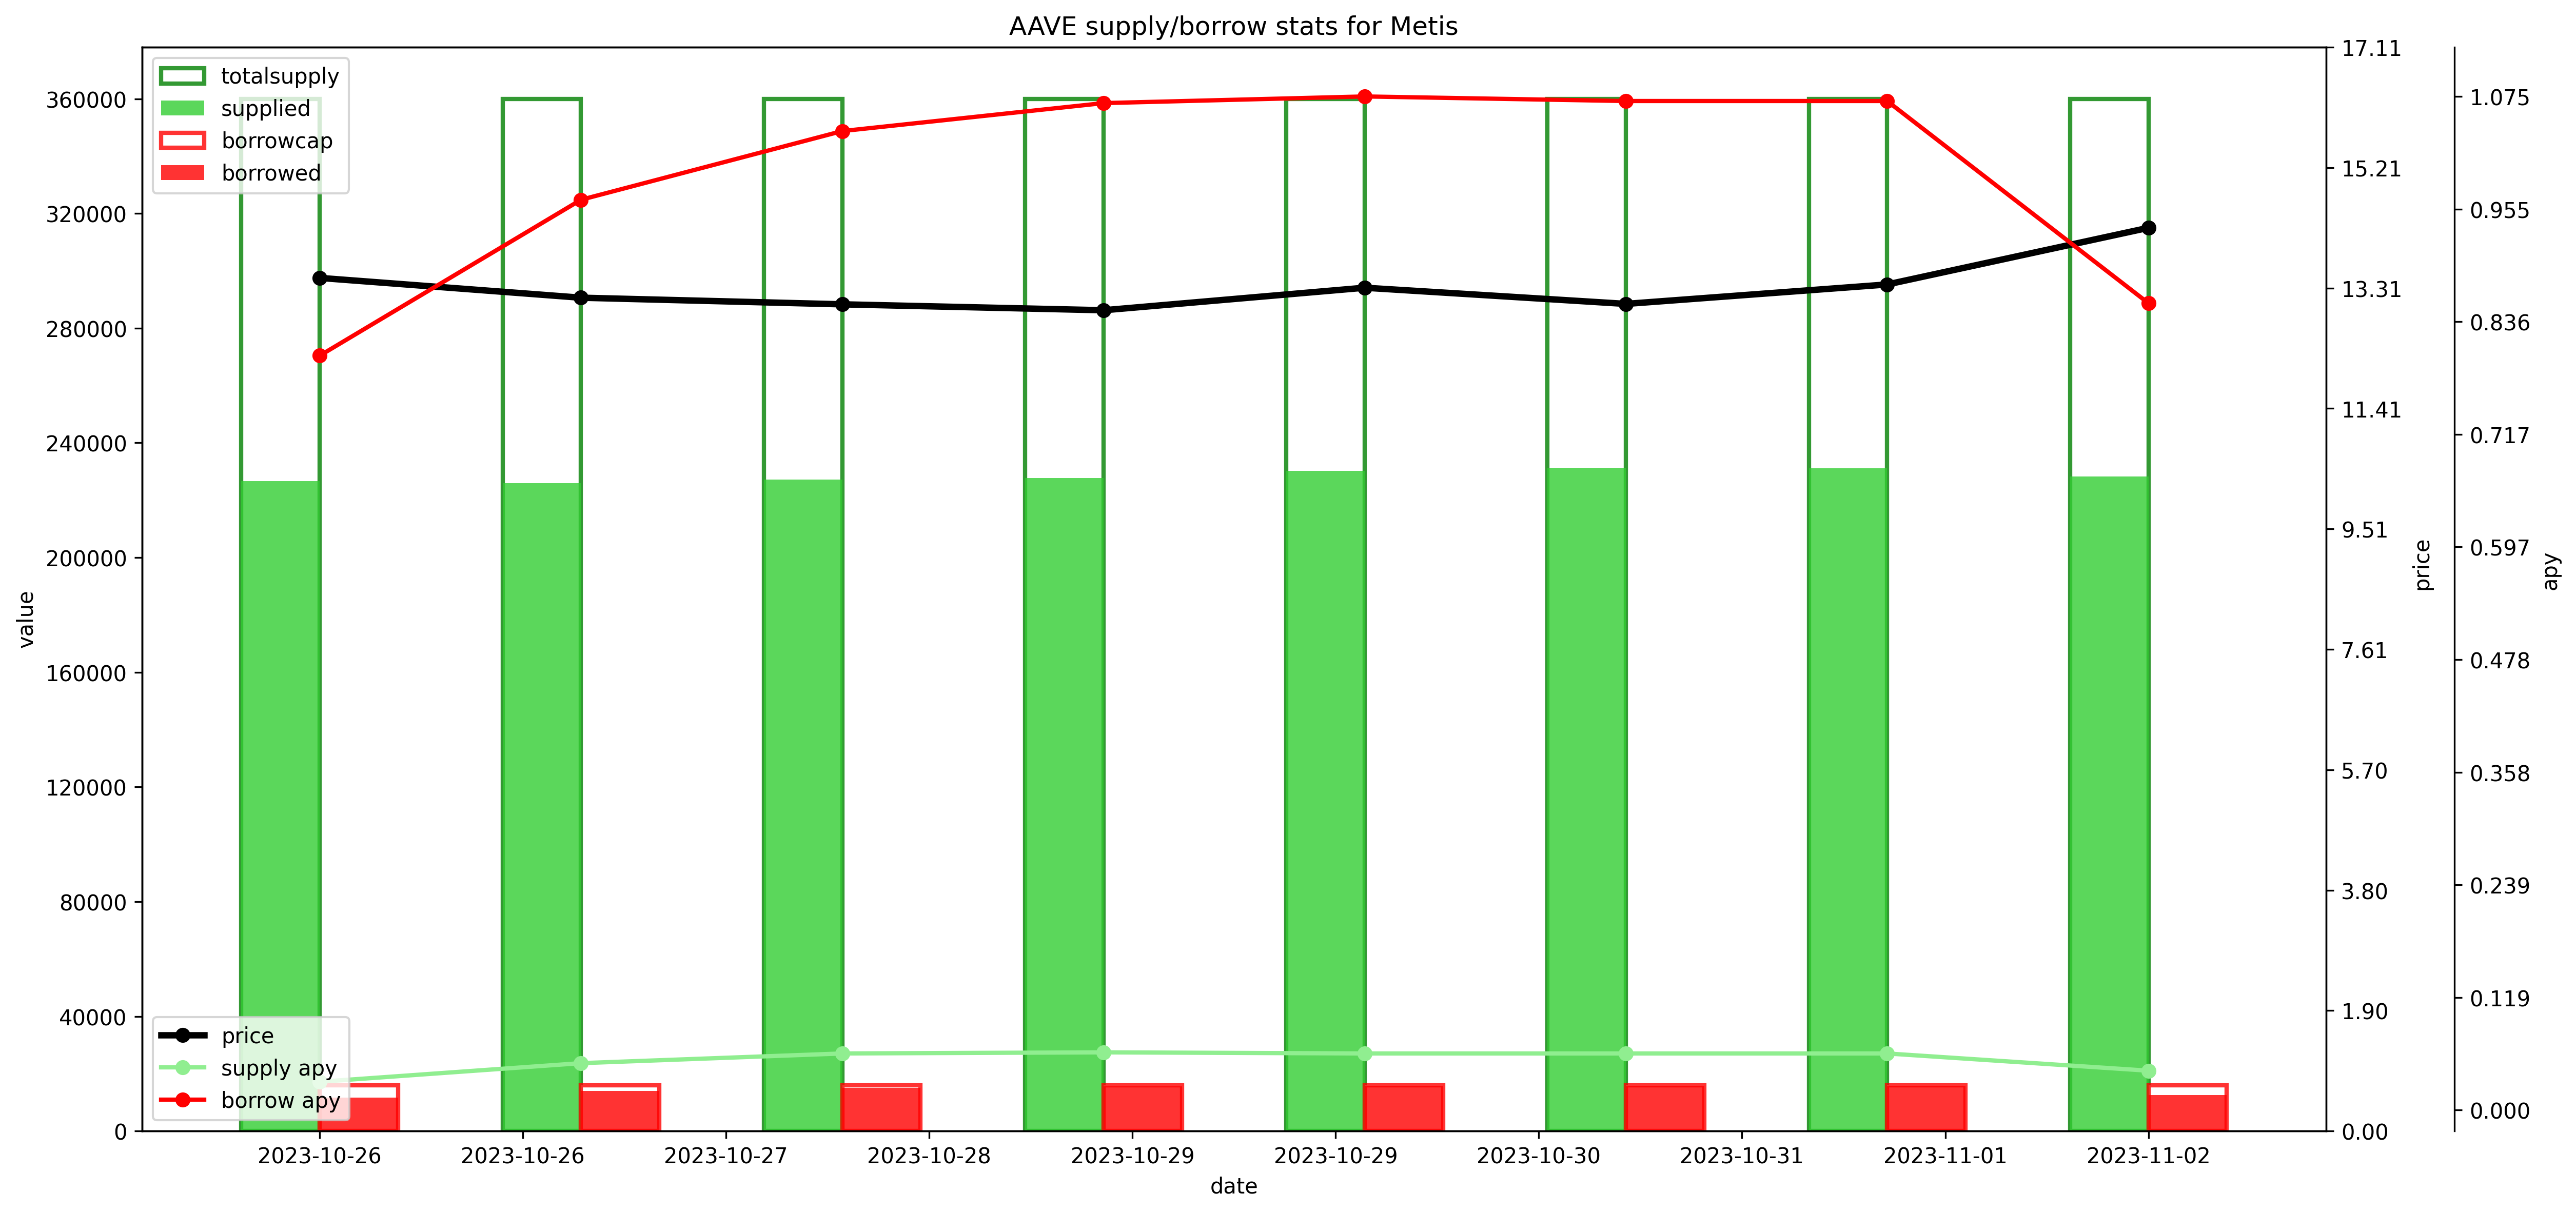 AAVE supply/borrow stats for Metis
totalsupply
supplied
borrowcap
borrowed
360000
320000
280000
240000
200000
160000
120000
80000
40000
0
value
price
supply apy
borrow apy
17.11
15.21
13.31
11.41
9.51
7.61
5.70
3.80
1.90
0.00
price
1.075
0.955
0.836
0.717
0.597
0.478
0.358
0.239
0.119
0.000
apy
2023-10-26 2023-10-26 2023-10-27 2023-10-28 2023-10-29 2023-10-29 2023-10-30 2023-10-31 2023-11-01 2023-11-02
date